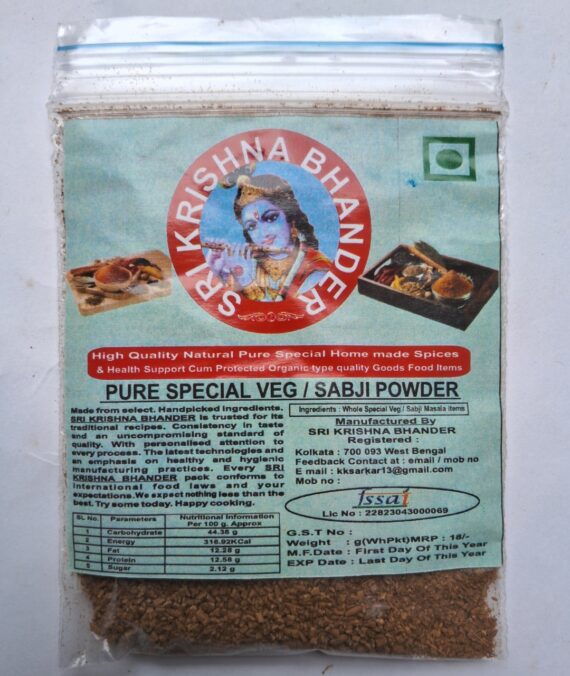 SRI KRISHNA BHANDER
High Quality Natural Pure Special Home made Spices
& Health Support Cum Protected Organic type quality Goods Food Items
PURE SPECIAL VEG / SABJI POWDER
Made from select. Handpicked ingredients.
SRI KRISHNA BHANDER is trusted for its
traditional recipes. Consistency in taste
and an uncompromising standard of
quality. With personalised attention to
every process. The latest technologies and
an emphasis on healthy and hygienic
manufacturing practices. Every SRI
KRISHNA BHANDER pack conforms to
international food laws and your
expectations. We expect nothing less than the
best. Try some today. Happy cooking.
SL No. Parameters Nutritional Information
Per 100 g. Approx
1 Carbohydrate 44.38 g
2 Energy 316.92KCal
3 Fat 12.28 g
4 Protein 12.56 g
5 Sugar 2.12 g
Ingredients : Whole Special Veg / Sabji Masala items
Manufactured By
SRI KRISHNA BHANDER
Registered :
Kolkata : 700 093 West Bengal
Feedback Contact at : email / mob no
E mail : kksarkar13@gmail.com
Mob no :
fssai
Lic No : 22823043000069
G.S.T No :
Weight : g(WhPkt)MRP : 18/-
M.F.Date : First Day Of This Year
EXP Date : Last Day Of This Year